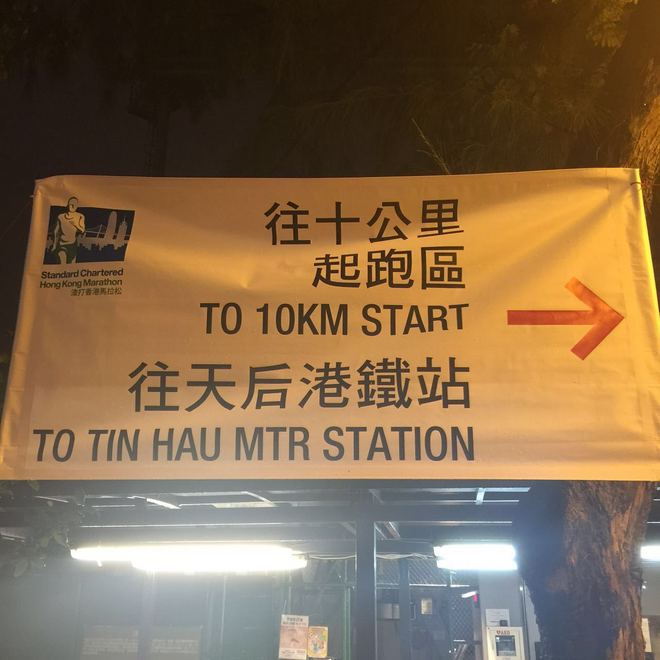 Standard Chartered
Hong Kong Marathon
渣打香港馬拉松
往十公里
起跑區
TO 10KM START
往天后港鐵站
TO TIN HAU MTR STATION
AED